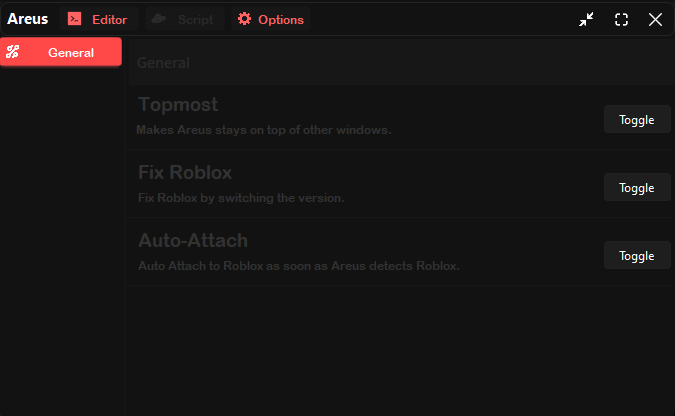 Areus Editor Script Options
General
General
Topmost
Makes Areus stays on top of other windows.
Toggle
Fix Roblox
Fix Roblox by switching the version.
Toggle
Auto-Attach
Auto Attach to Roblox as soon as Areus detects Roblox.
Toggle